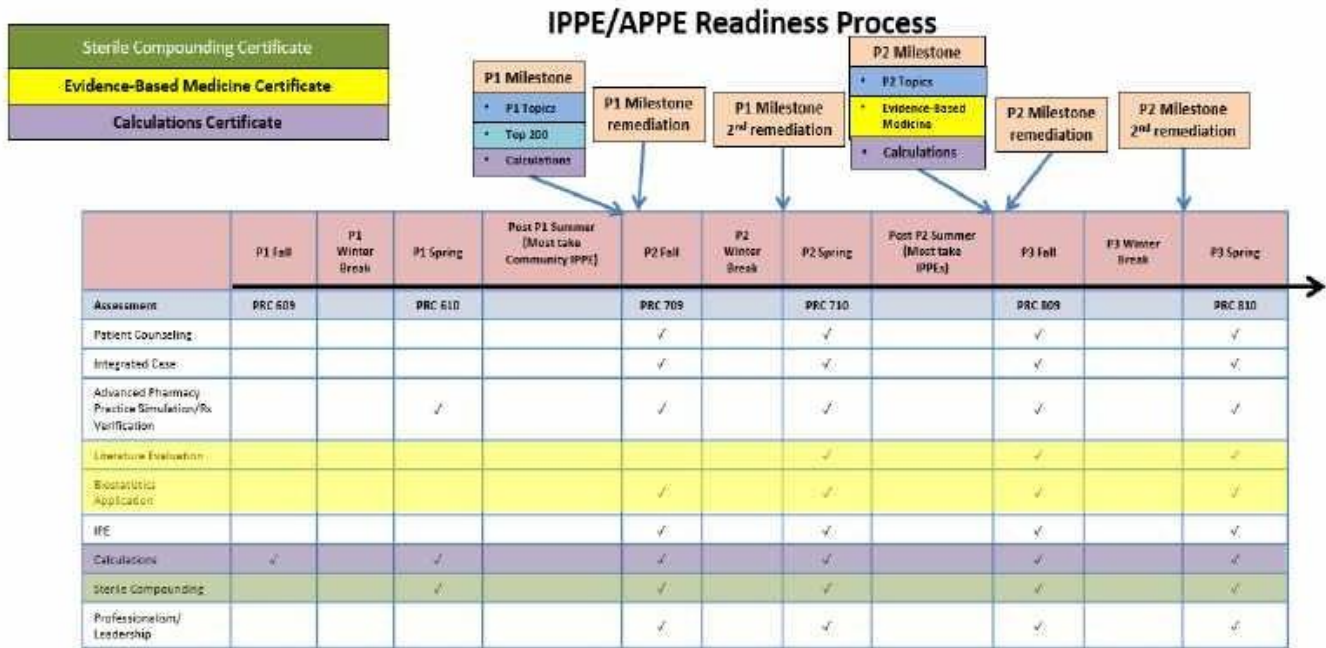 IPPE/APPE Readiness Process
Sterile Compounding Certificate
Evidence-Based Medicine Certificate
Calculations Certificate
P1 Milestone
• P1 Topics
• Top 200
• Calculations
P1 Milestone
remediation
P1 Milestone
2nd remediation
P2 Milestone
• P2 Topics
• Evidence-Based
Medicine
• Calculations
P2 Milestone
remediation
P2 Milestone
2nd remediation
P1 Fall
P1
Winter
Break
P1 Spring
Post P1 Summer
(Most take
Community IPPE)
P2 Fall
P2
Winter
Break
P2 Spring
Post P2 Summer
(Most take
IPPEs)
P3 Fall
P3 Winter
Break
P3 Spring
Assessment PRC 609 PRC 610 PRC 709 PRC 710 PRC 809 PRC 810
Patient Counseling √ √ √ √
Integrated Case √ √ √ √
Advanced Pharmacy
Practice Simulation/Rx √ √ √ √ √
Verification
Literature Evaluation √ √ √
Biostatistics
Application √ √ √ √
IPE √ √ √ √
Calculations √ √ √ √ √ √
Sterile Compounding √ √ √ √ √
Professionalism/
Leadership √ √ √ √